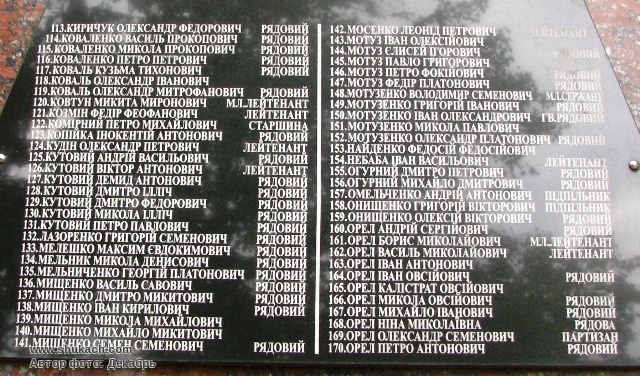 113.КИРИЧУК ОЛЕКСАНДР ФЕДОРОВИЧ РЯДОВИЙ
114.КОВАЛЕНКО ВАСИЛЬ ПРОКОПОВИЧ РЯДОВИЙ
115.КОВАЛЕНКО МИКОЛА ПРОКОПОВИЧ РЯДОВИЙ
116.КОВАЛЕНКО ПЕТРО ПЕТРОВИЧ РЯДОВИЙ
117.КОВАЛЬ КУЗЬМА ТИХОНОВИЧ РЯДОВИЙ
118.КОВАЛЬ ОЛЕКСАНДР ІВАНОВИЧ
119.КОВАЛЬ ОЛЕКСАНДР МИТРОФАНОВИЧ РЯДОВИЙ
120.КОВТУН МИКИТА МИРОНОВИЧ МЛ.ЛЕЙТЕНАНТ
121.КОЗМІН ФЕДІР ФЕОФАНОВИЧ ЛЕЙТЕНАНТ
122.КОМІРНИЙ ПЕТРО МИХАЙЛОВИЧ СТАРШИНА
123.КОПІЙКА ІНОКЕНТІЙ АНТОНОВИЧ РЯДОВИЙ
124.КУДІН ОЛЕКСАНДР ПЕТРОВИЧ ЛЕЙТЕНАНТ
125.КУТОВИЙ АНДРІЙ ВАСИЛЬОВИЧ РЯДОВИЙ
126.КУТОВИЙ ВІКТОР АНТОНОВИЧ ЛЕЙТЕНАНТ
127.КУТОВИЙ ДЕМИД АНТОНОВИЧ РЯДОВИЙ
128.КУТОВИЙ ДМИТРО ІЛЛІЧ РЯДОВИЙ
129.КУТОВИЙ ДМИТРО ФЕДОРОВИЧ РЯДОВИЙ
130.КУТОВИЙ МИКОЛА ІЛЛІЧ РЯДОВИЙ
131.КУТОВИЙ ПЕТРО ПАВЛОВИЧ РЯДОВИЙ
132.ЛАЗОРЕНКО ГРИГОРІЙ СЕМЕНОВИЧ РЯДОВИЙ
133.МЕЛЕШКО МАКСИМ ЄВДОКИМОВИЧ РЯДОВИЙ
134.МЕЛЬНИК МИКОЛА ДЕНИСОВИЧ РЯДОВИЙ
135.МЕЛЬНИЧЕНКО ГЕОРГІЙ ПЛАТОНОВИЧ РЯДОВИЙ
136.МИЩЕНКО ВАСИЛЬ САВОВИЧ РЯДОВИЙ
137.МИЩЕНКО ДМИТРО МИКИТОВИЧ РЯДОВИЙ
138.МИЩЕНКО ІВАН КИРИЛОВИЧ РЯДОВИЙ
139.МИЩЕНКО МИКОЛА МИХАЙЛОВИЧ
140.МИЩЕНКО МИХАЙЛО МИКИТОВИЧ
141.МИЩЕНКО СЕМЕН СЕМЕНОВИЧ РЯДОВИЙ
142.МОСЕНКО ЛЕОНІД ПЕТРОВИЧ ЛЕЙТЕНАНТ
143.МОТУЗ ІВАН ОЛЕКСІЙОВИЧ
144.МОТУЗ ЄЛИСЕЙ ІГОРОВИЧ РЯДОВИЙ
145.МОТУЗ ПАВЛО ГРИГОРОВИЧ
146.МОТУЗ ПЕТРО ФОКІЙОВИЧ РЯДОВИЙ
147.МОТУЗ ФЕДІР ПЛАТОНОВИЧ РЯДОВИЙ
148.МОТУЗЕНКО ВОЛОДИМІР СЕМЕНОВИЧ МЛ.СЕРЖАНТ
149.МОТУЗЕНКО ГРИГОРІЙ ІВАНОВИЧ РЯДОВИЙ
150.МОТУЗЕНКО ІВАН ОЛЕКСАНДРОВИЧ ГВ.РЯДОВИЙ
151.МОТУЗЕНКО МИКОЛА ПАВЛОВИЧ
152.МОТУЗЕНКО ОЛЕКСАНДР ПЛАТОНОВИЧ РЯДОВИЙ
153.НАЙДЕНКО ФЕДОСІЙ ФЕДОСІЙОВИЧ
154.НЕБАБА ІВАН ВАСИЛЬОВИЧ ЛЕЙТЕНАНТ
155.ОГУРНИЙ ДМИТРО ПЕТРОВИЧ РЯДОВИЙ
156.ОГУРНИЙ МИХАЙЛО ДМИТРОВИЧ РЯДОВИЙ
157.ОМЕЛЬЧЕНКО АНДРІЙ АНТОНОВИЧ ПІДПІЛЬНИК
158.ОНИЩЕНКО ГРИГОРІЙ ВІКТОРОВИЧ ПІДПІЛЬНИК
159.ОНИЩЕНКО ОЛЕКСІЙ ВІКТОРОВИЧ РЯДОВИЙ
160.ОРЕЛ АНДРІЙ СЕРГІЙОВИЧ РЯДОВИЙ
161.ОРЕЛ БОРИС МИКОЛАЙОВИЧ МЛ.ЛЕЙТЕНАНТ
162.ОРЕЛ ВАСИЛЬ МИКОЛАЙОВИЧ ЛЕЙТЕНАНТ
163.ОРЕЛ ІВАН АНТОНОВИЧ
164.ОРЕЛ ІВАН ОВСІЙОВИЧ РЯДОВИЙ
165.ОРЕЛ КАЛІСТРАТ ОВСІЙОВИЧ
166.ОРЕЛ МИКОЛА ОВСІЙОВИЧ РЯДОВИЙ
167.ОРЕЛ МИХАЙЛО ІВАНОВИЧ РЯДОВИЙ
168.ОРЕЛ НІНА МИКОЛАЇВНА РЯДОВА
169.ОРЕЛ ОЛЕКСАНДР СЕМЕНОВИЧ ПАРТИЗАН
170.ОРЕЛ ПЕТРО АНТОНОВИЧ РЯДОВИЙ
www.shukach.com
Автор фото: Декабрь